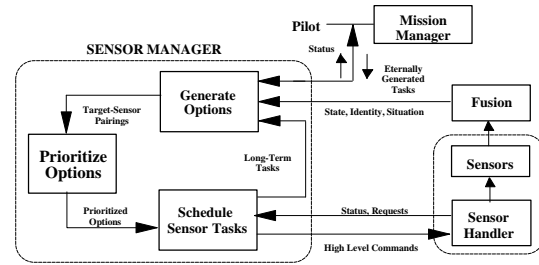 Pilot
Mission
Manager
SENSOR MANAGER
Status
Eternally
Generated
Tasks
Generate
Options
Fusion
State, Identity, Situation
Target-Sensor
Pairings
Prioritize
Options
Long-Term
Tasks
Sensors
Prioritized
Options
Schedule
Sensor Tasks
Status, Requests
Sensor
Handler
High Level Commands